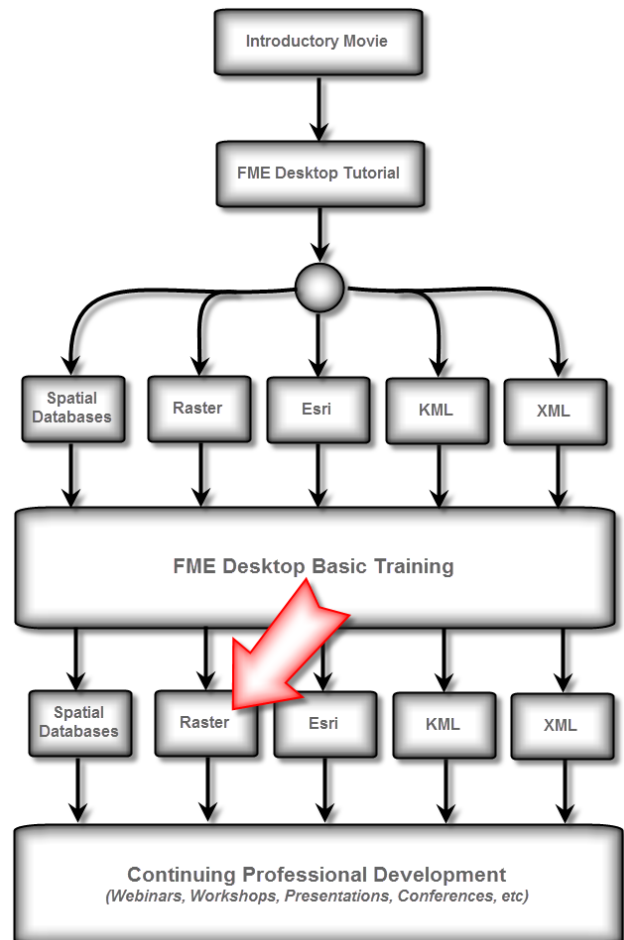 Introductory Movie
FME Desktop Tutorial
Spatial
Databases
Raster
Esri
KML
XML
FME Desktop Basic Training
Spatial
Databases
Raster
Esri
KML
XML
Continuing Professional Development
(Webinars, Workshops, Presentations, Conferences, etc)